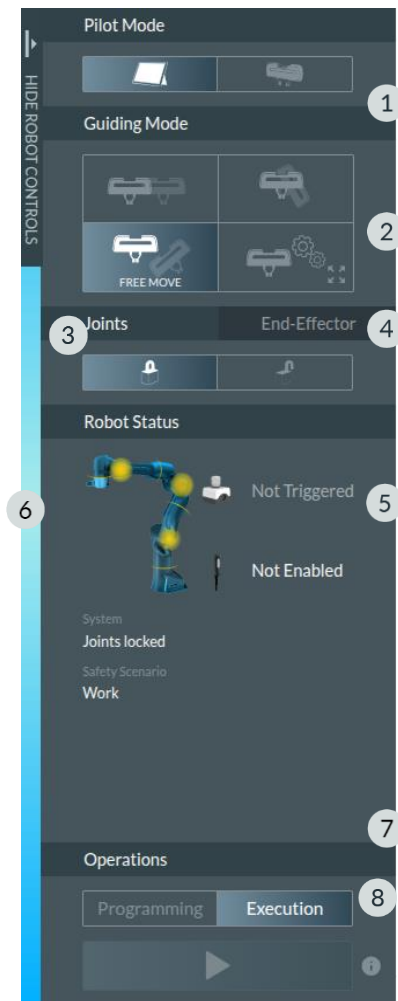 Pilot Mode
HIDE ROBOT CONTROLS
1
Guiding Mode
2
FREE MOVE
3
Joints
End-Effector
4
Robot Status
Not Triggered
5
6
Not Enabled
System
Joints locked
Safety Scenario
Work
7
Operations
Programming
Execution
8